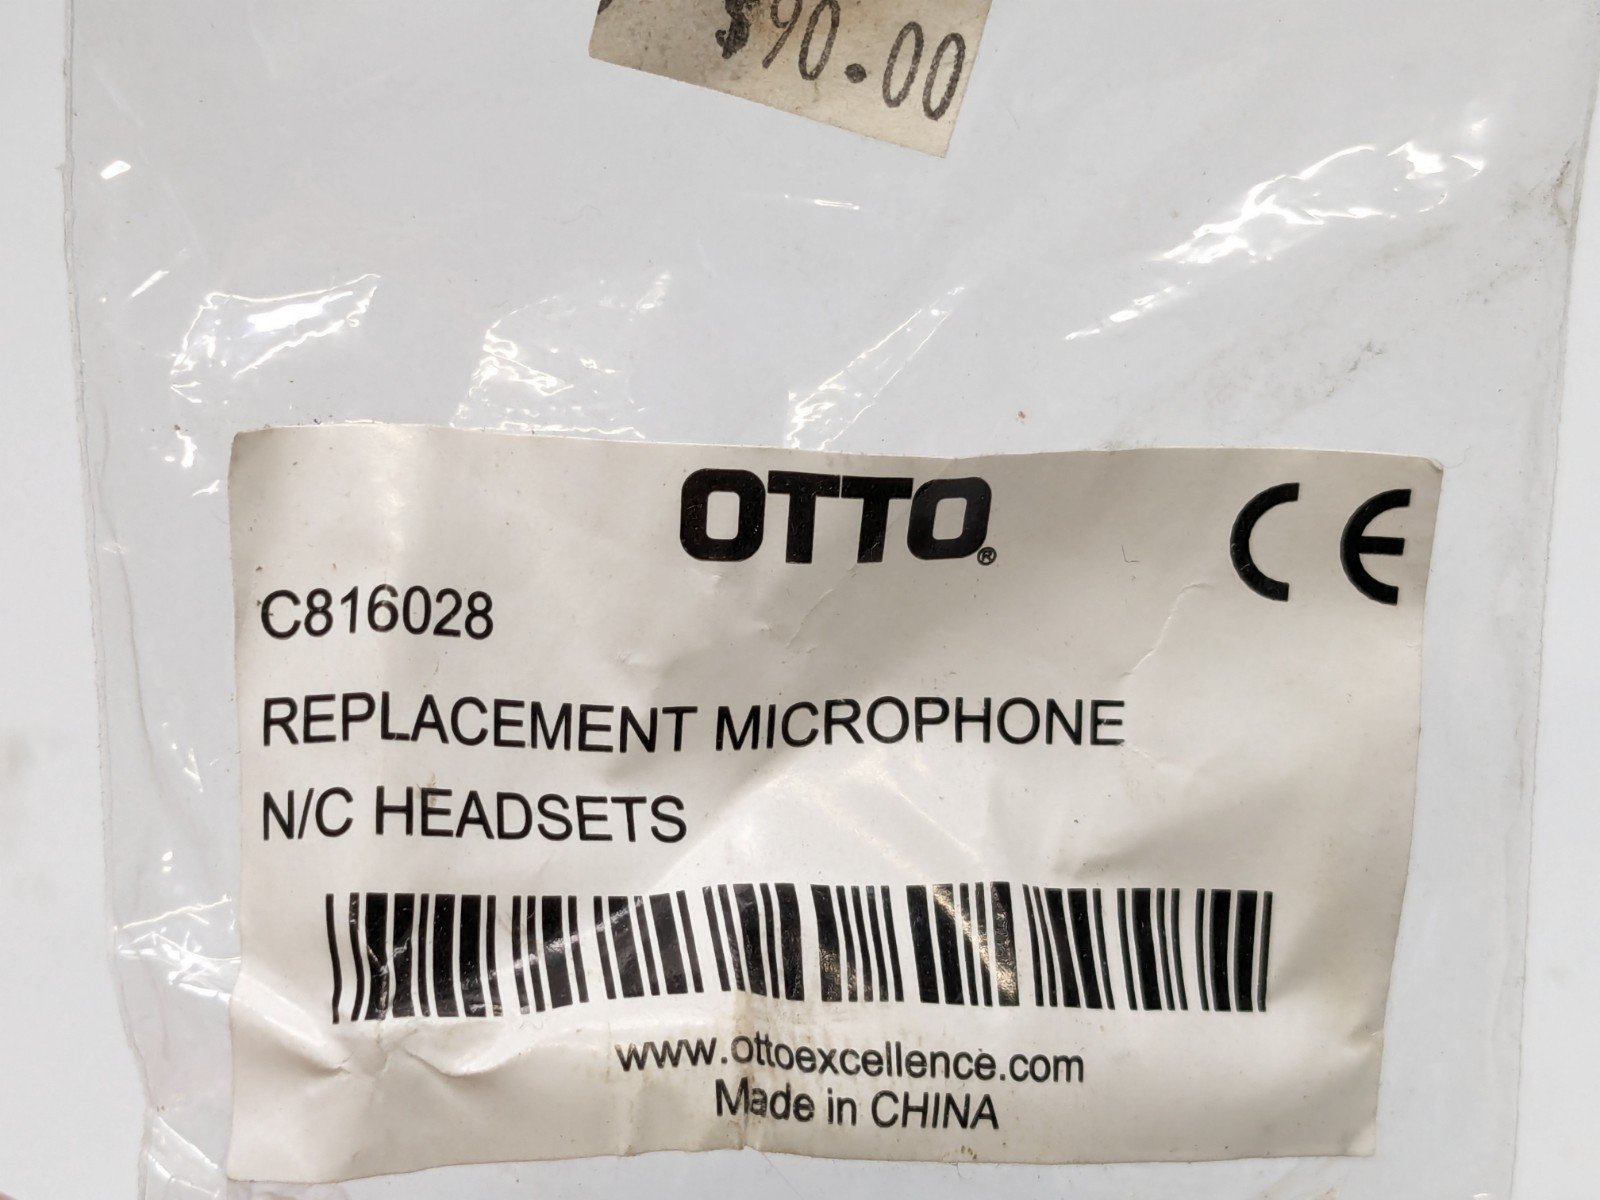 $90.00
OTTO®
CE
C816028
REPLACEMENT MICROPHONE
N/C HEADSETS
www.ottoexcellence.com
Made in CHINA